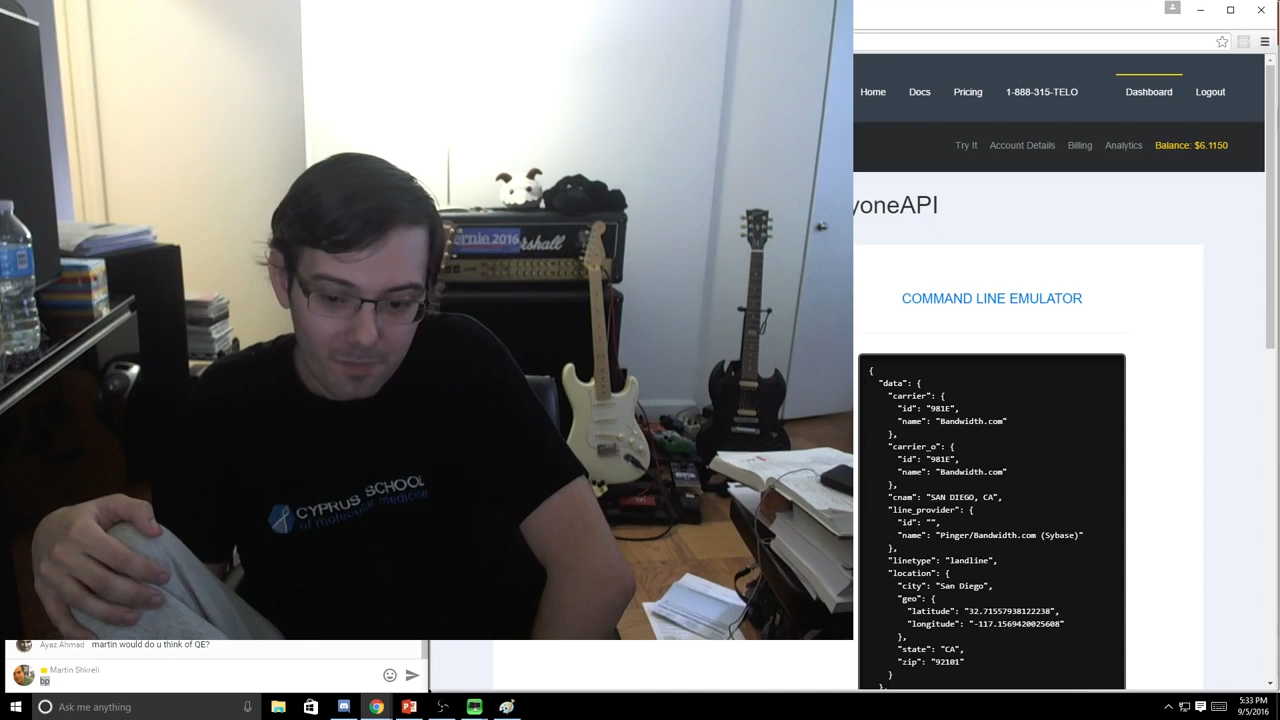 Home Docs Pricing 1-888-315-TELO Dashboard Logout
Try It Account Details Billing Analytics Balance: $6.1150
yoneAPI
COMMAND LINE EMULATOR
{
"data": {
"carrier": {
"id": "981E",
"name": "Bandwidth.com"
},
"carrier_o": {
"id": "981E",
"name": "Bandwidth.com"
},
"cnam": "SAN DIEGO, CA",
"line_provider": {
"id": "",
"name": "Pinger/Bandwidth.com (Sybase)"
},
"linetype": "landline",
"location": {
"city": "San Diego",
"geo": {
"latitude": "32.71557938122238",
"longitude": "-117.1569420025608"
},
"state": "CA",
"zip": "92101"
}
},
ernie 2016
Marshall
CYPRUS SCHOOL
of molecular medicine
Ayaz Ahmad martin would do u think of QE?
Martin Shkreli
bp
Ask me anything
5:33 PM
9/5/2016